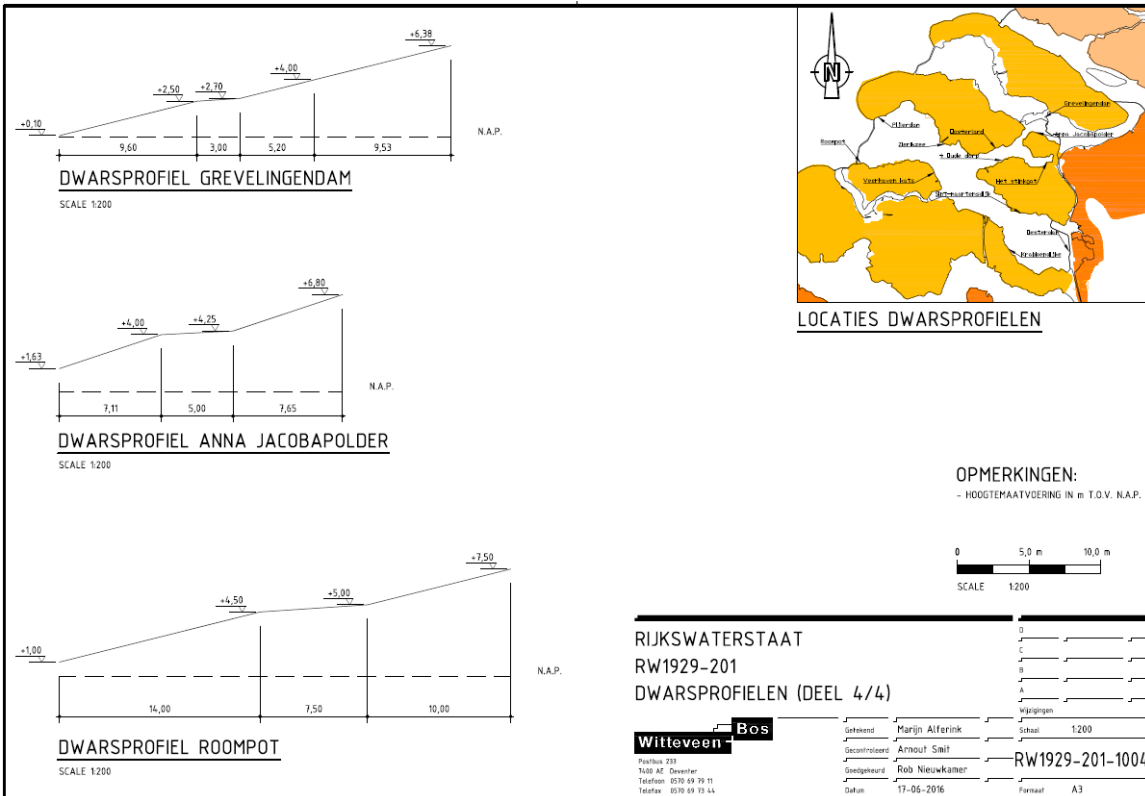 +6,38
+4,00
+2,50
+2,70
+0,10
N.A.P.
9,60
3,00
5,20
9,53
DWARSPROFIEL GREVELINGENDAM
SCALE 1:200
+6,80
+4,00
+4,25
+1,63
N.A.P.
7,11
5,00
7,65
DWARSPROFIEL ANNA JACOBAPOLDER
SCALE 1:200
+7,50
+5,00
+4,50
+1,00
N.A.P.
14,00
7,50
10,00
DWARSPROFIEL ROOMPOT
SCALE 1:200
N
Grevelingendam
Anna Jacobapolder
Oosterland
Zierikzee
Roompot
Oude dorp
Het stinkgat
LOCATIES DWARSPROFIELEN
OPMERKINGEN:
- HOOGTEMAATVOERING IN m T.O.V. N.A.P.
0 5,0 m 10,0 m
SCALE 1:200
RIJKSWATERSTAAT
RW1929-201
DWARSPROFIELEN (DEEL 4/4)
Witteveen Bos
Postbus 233
7400 AE Deventer
Telefoon 0570 69 79 11
Telefax 0570 69 73 44
Getekend Marijn Alferink
Gecontroleerd Arnout Smit
Goedgekeurd Rob Nieuwkamer
Datum 17-06-2016
D
C
B
A
Wijzigingen
Schaal 1:200
RW1929-201-1004
Formaat A3